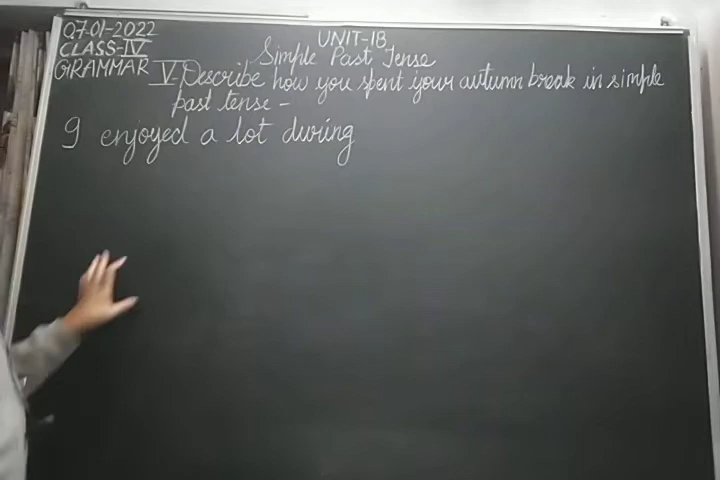 07-01-2022
UNIT-18
CLASS-IV
Simple Past Tense
GRAMMAR
V-Describe how you spent your autumn break in simple
past tense -
I enjoyed a lot during